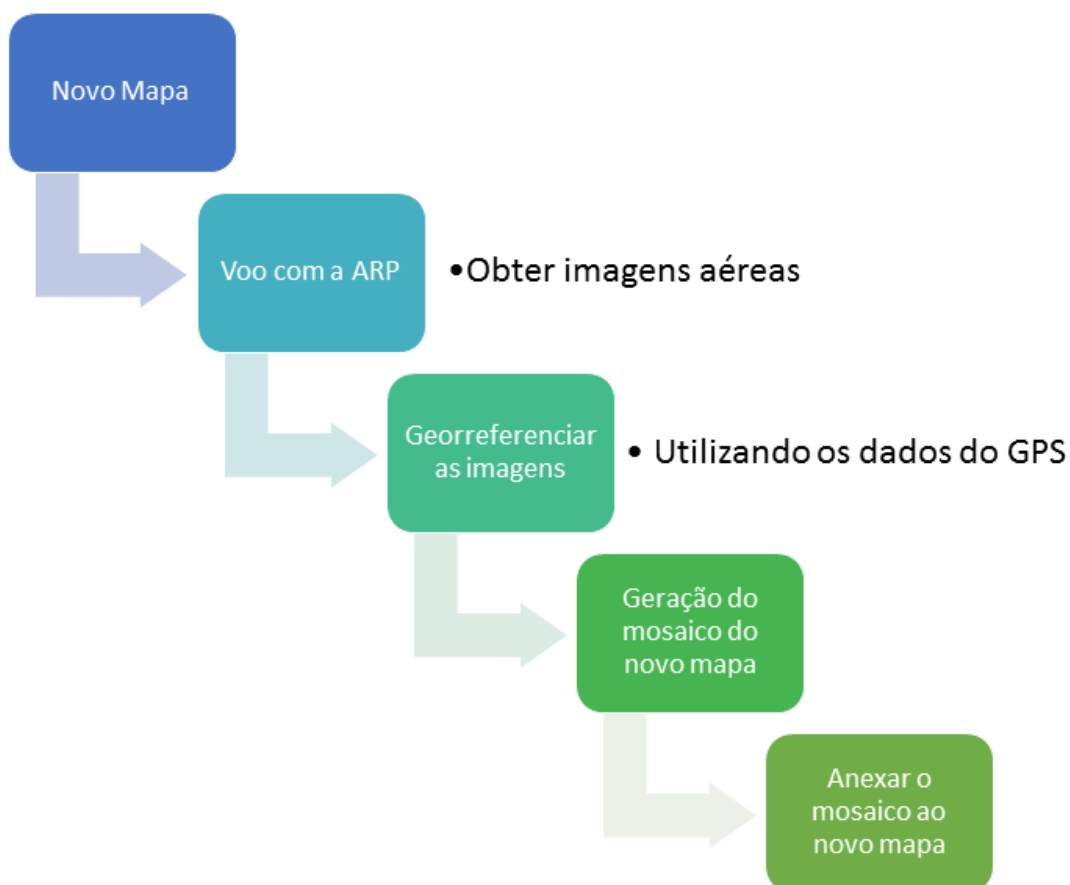 Novo Mapa
Voo com a ARP
•Obter imagens aéreas
Georreferenciar
as imagens
• Utilizando os dados do GPS
Geração do
mosaico do
novo mapa
Anexar o
mosaico ao
novo mapa